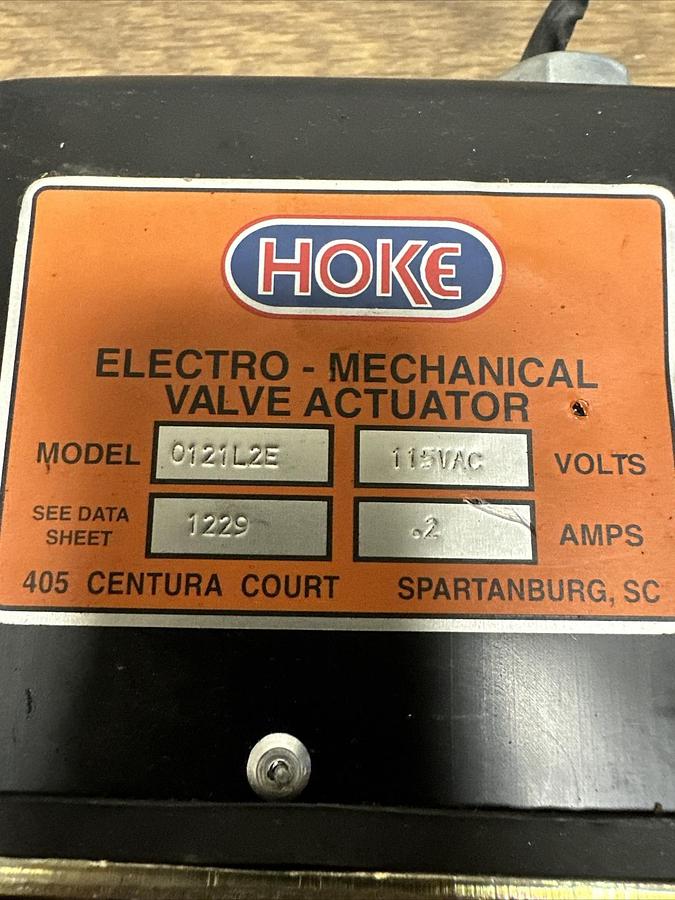 HOKE
ELECTRO - MECHANICAL
VALVE ACTUATOR
MODEL 0121L2E 115VAC VOLTS
SEE DATA
SHEET 1229 .2 AMPS
405 CENTURA COURT SPARTANBURG, SC